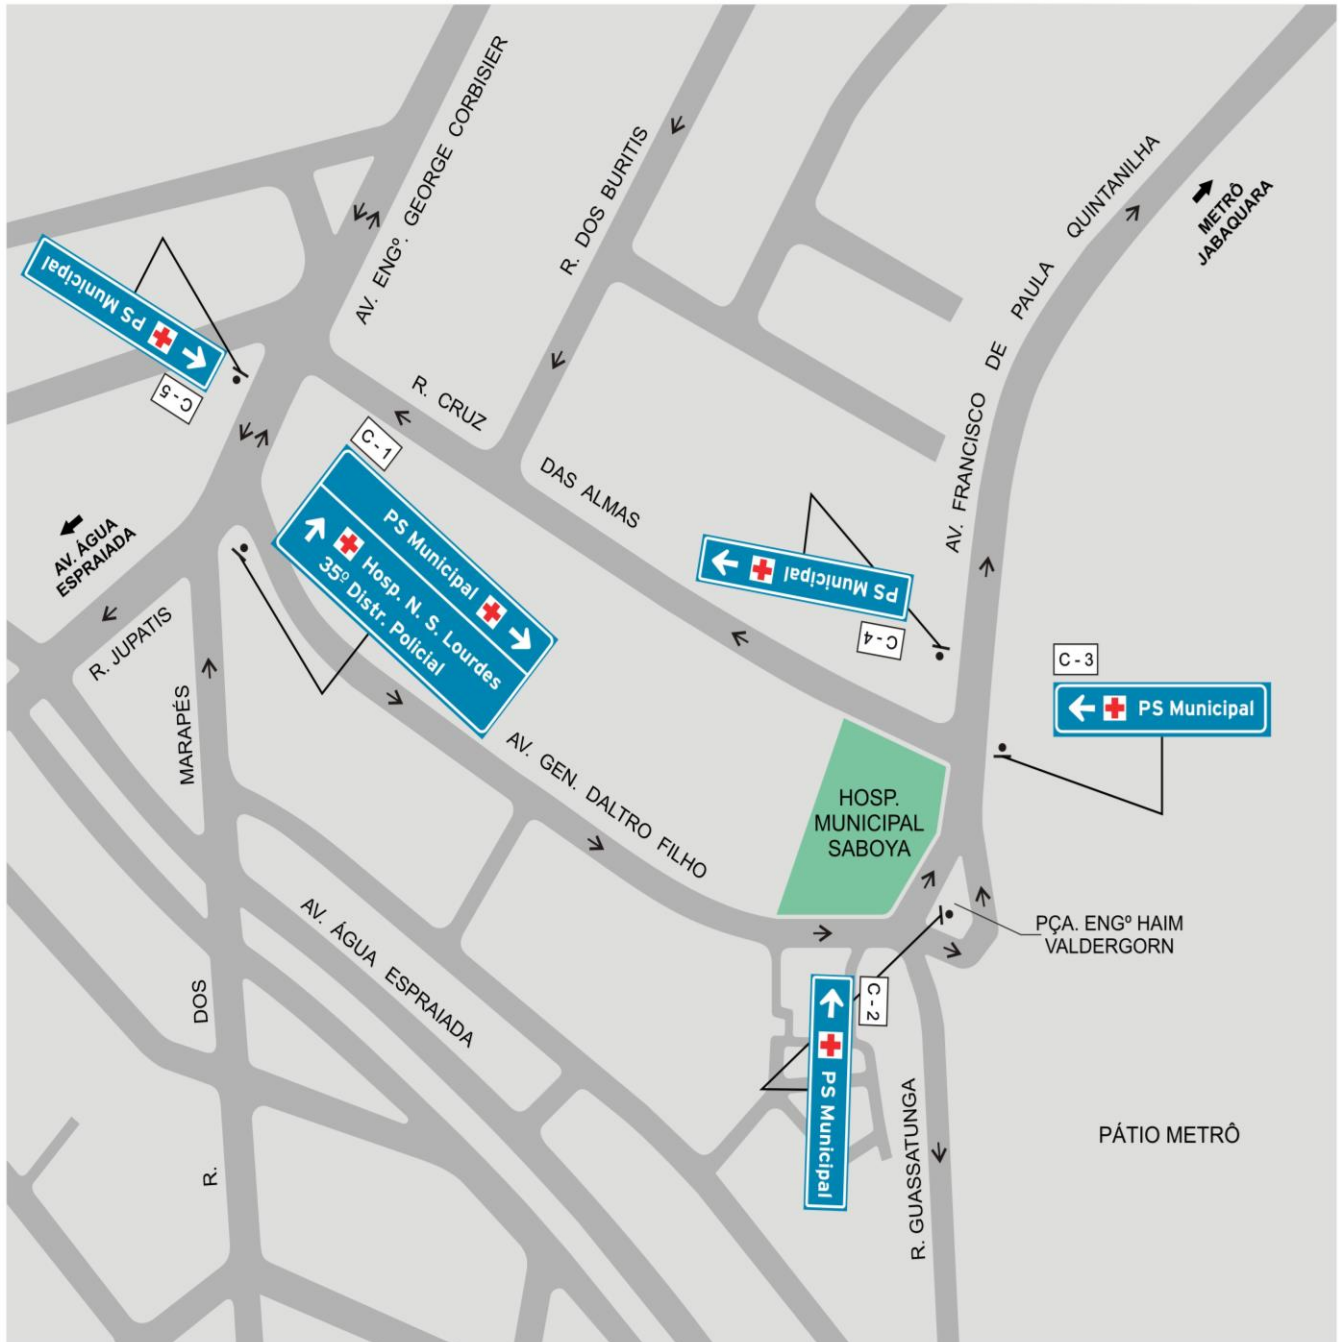 AV. ENGº. GEORGE CORBISIER
R. DOS BURITIS
AV. FRANCISCO DE PAULA QUINTANILHA
METRÔ
JABAQUARA
PS Municipal
C - 5
R. CRUZ
DAS ALMAS
C - 1
PS Municipal
Hosp. N. S. Lourdes
35º Distr. Policial
AV. ÁGUA
ESPRAIADA
R. JUPATIS
PS Municipal
C - 4
C - 3
PS Municipal
R. DOS MARAPÉS
AV. GEN. DALTRO FILHO
HOSP.
MUNICIPAL
SABOYA
AV. ÁGUA ESPRAIADA
PÇA. ENGº HAIM
VALDERGORN
C - 2
PS Municipal
R. GUASSATUNGA
PÁTIO METRÔ